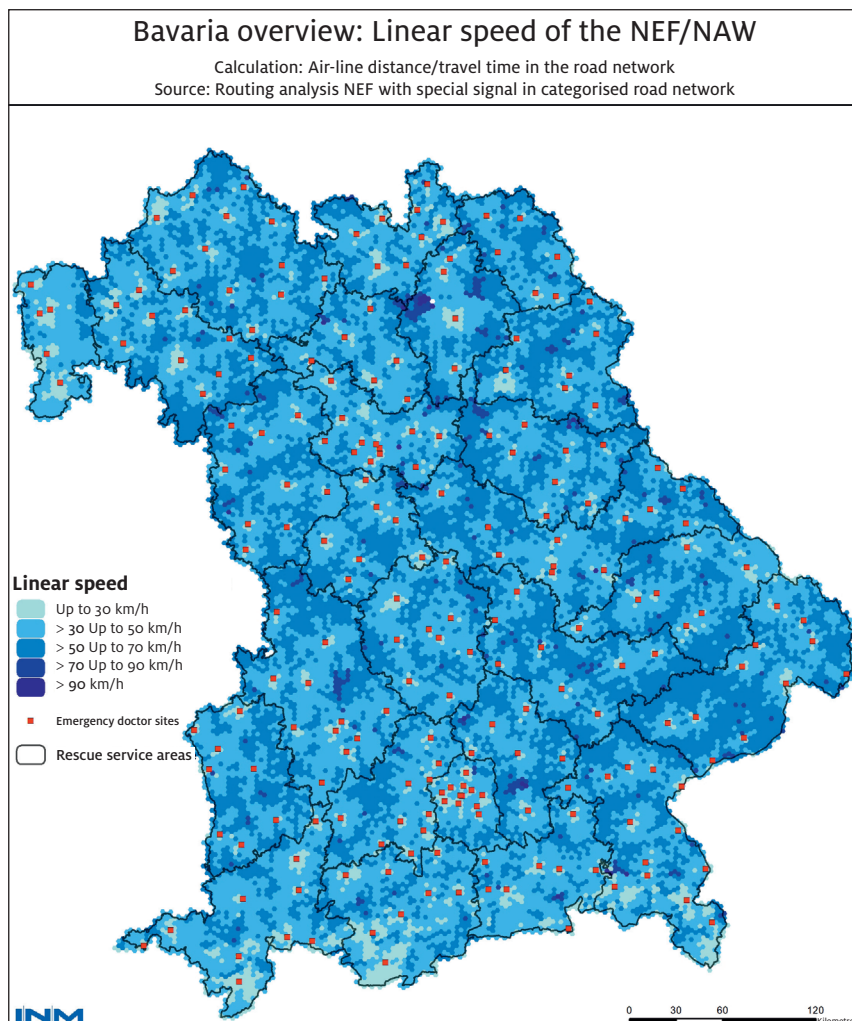 Bavaria overview: Linear speed of the NEF/NAW
Calculation: Air-line distance/travel time in the road network
Source: Routing analysis NEF with special signal in categorised road network
Linear speed
Up to 30 km/h
> 30 Up to 50 km/h
> 50 Up to 70 km/h
> 70 Up to 90 km/h
> 90 km/h
Emergency doctor sites
Rescue service areas
INM
0 30 60 120